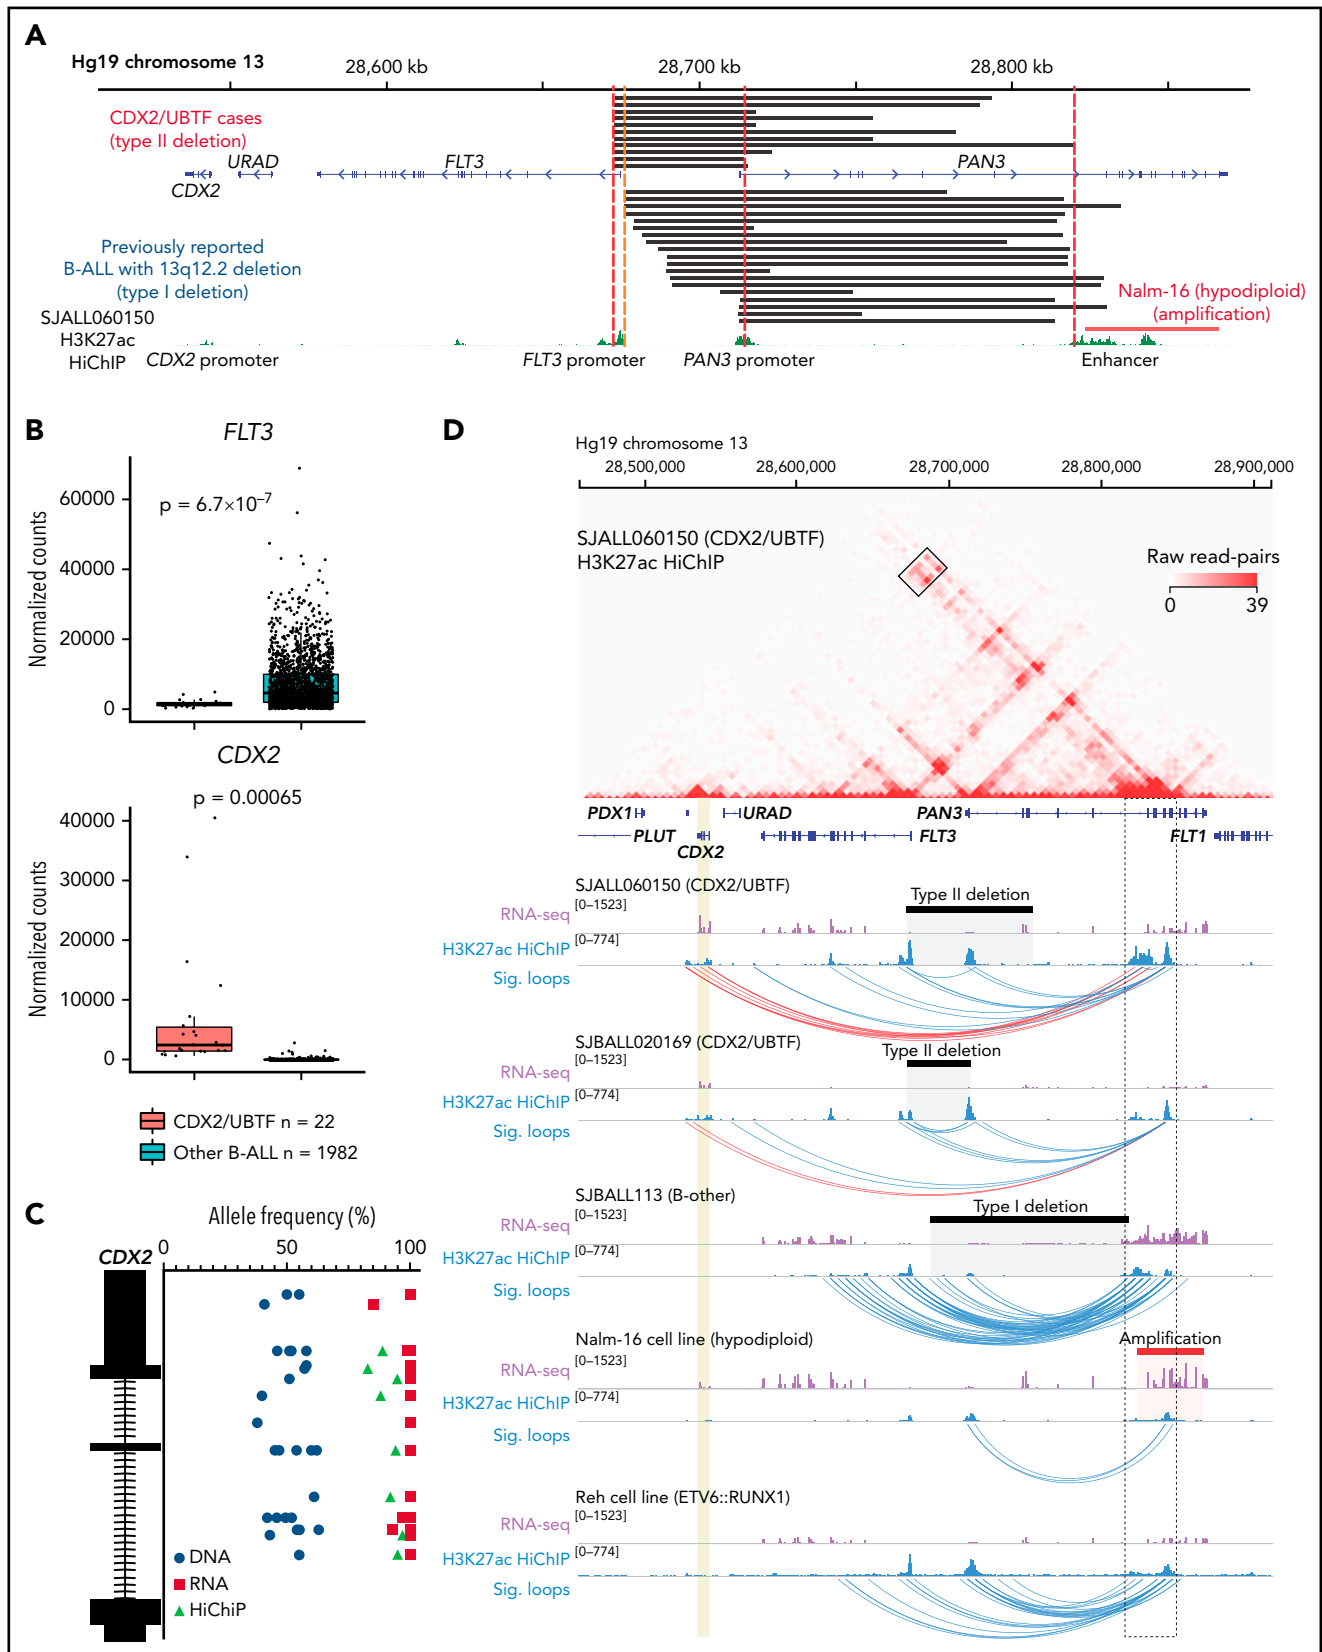 A
Hg19 chromosome 13
28,600 kb
28,700 kb
28,800 kb
CDX2/UBTF cases
(type II deletion)
URAD
FLT3
PAN3
CDX2
Previously reported
B-ALL with 13q12.2 deletion
(type I deletion)
Nalm-16 (hypodiploid)
(amplification)
SJALL060150
H3K27ac
HiChIP
CDX2 promoter
FLT3 promoter
PAN3 promoter
Enhancer
B
FLT3
Normalized counts
60000
40000
20000
0
p = 6.7×10⁻⁷
CDX2
Normalized counts
40000
30000
20000
10000
0
p = 0.00065
CDX2/UBTF n = 22
Other B-ALL n = 1982
C
Allele frequency (%)
CDX2
0
50
100
DNA
RNA
HiChiP
D
Hg19 chromosome 13
28,500,000
28,600,000
28,700,000
28,800,000
28,900,000
SJALL060150 (CDX2/UBTF)
H3K27ac HiChIP
Raw read-pairs
0
39
PDX1
URAD
PAN3
PLUT
CDX2
FLT3
FLT1
SJALL060150 (CDX2/UBTF)
Type II deletion
RNA-seq
[0–1523]
H3K27ac HiChIP
[0–774]
Sig. loops
SJBALL020169 (CDX2/UBTF)
Type II deletion
RNA-seq
[0–1523]
H3K27ac HiChIP
[0–774]
Sig. loops
SJBALL113 (B-other)
Type I deletion
RNA-seq
[0–1523]
H3K27ac HiChIP
[0–774]
Sig. loops
Nalm-16 cell line (hypodiploid)
Amplification
RNA-seq
[0–1523]
H3K27ac HiChIP
[0–774]
Sig. loops
Reh cell line (ETV6::RUNX1)
RNA-seq
[0–1523]
H3K27ac HiChIP
[0–774]
Sig. loops